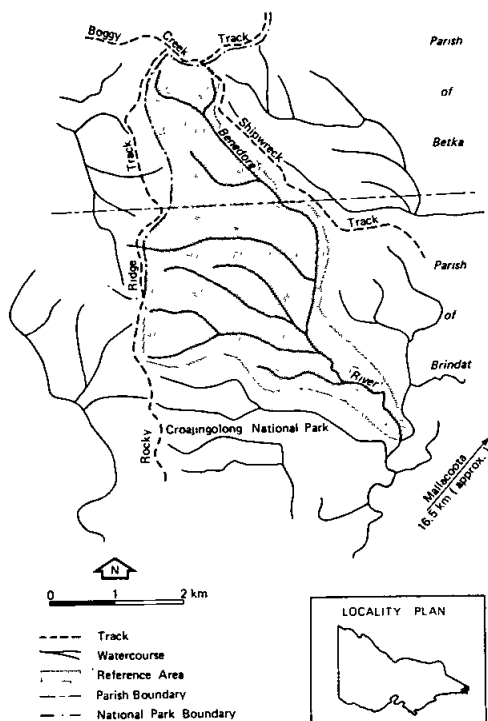 Boggy
Creek
Track
Parish
of
Betka
Shipwreck
Benedore
Track
Track
Ridge
Parish
of
Brindat
River
Rocky
Croajingolong National Park
Mallacoota
16.5 km (approx.)
N
0 1 2 km
Track
Watercourse
Reference Area
Parish Boundary
National Park Boundary
LOCALITY PLAN